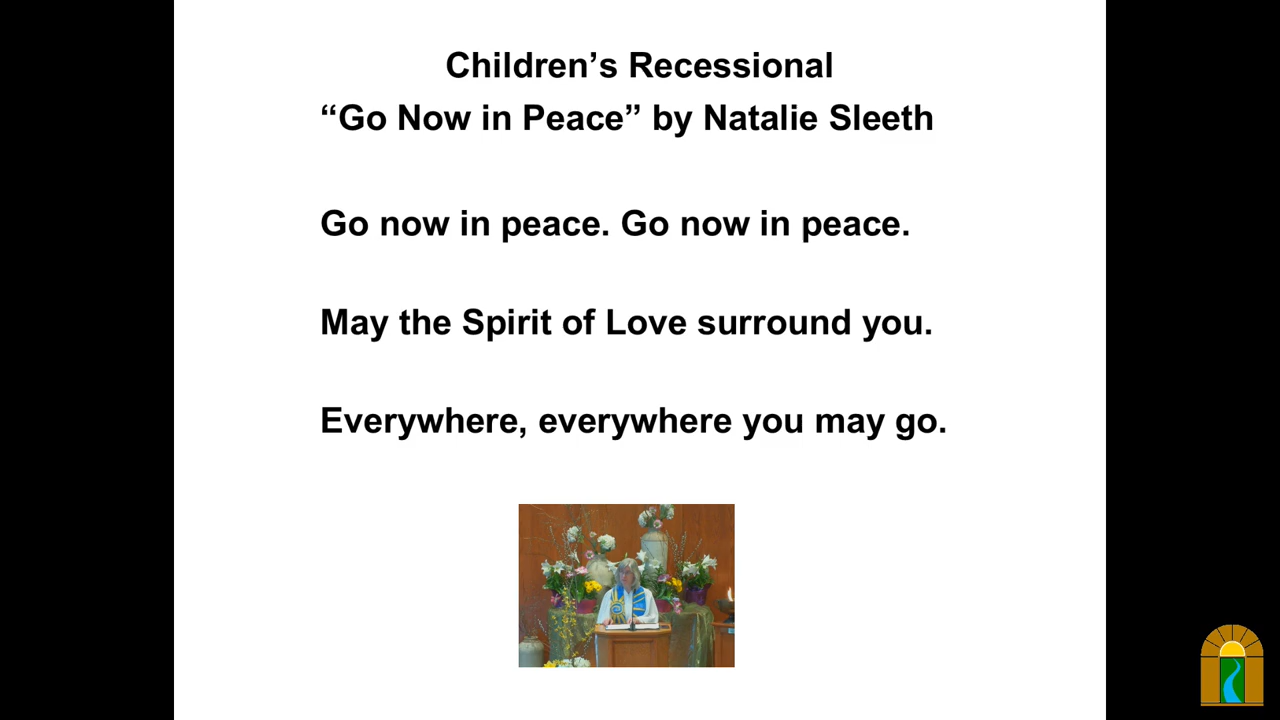 Children’s Recessional
“Go Now in Peace” by Natalie Sleeth
Go now in peace. Go now in peace.
May the Spirit of Love surround you.
Everywhere, everywhere you may go.